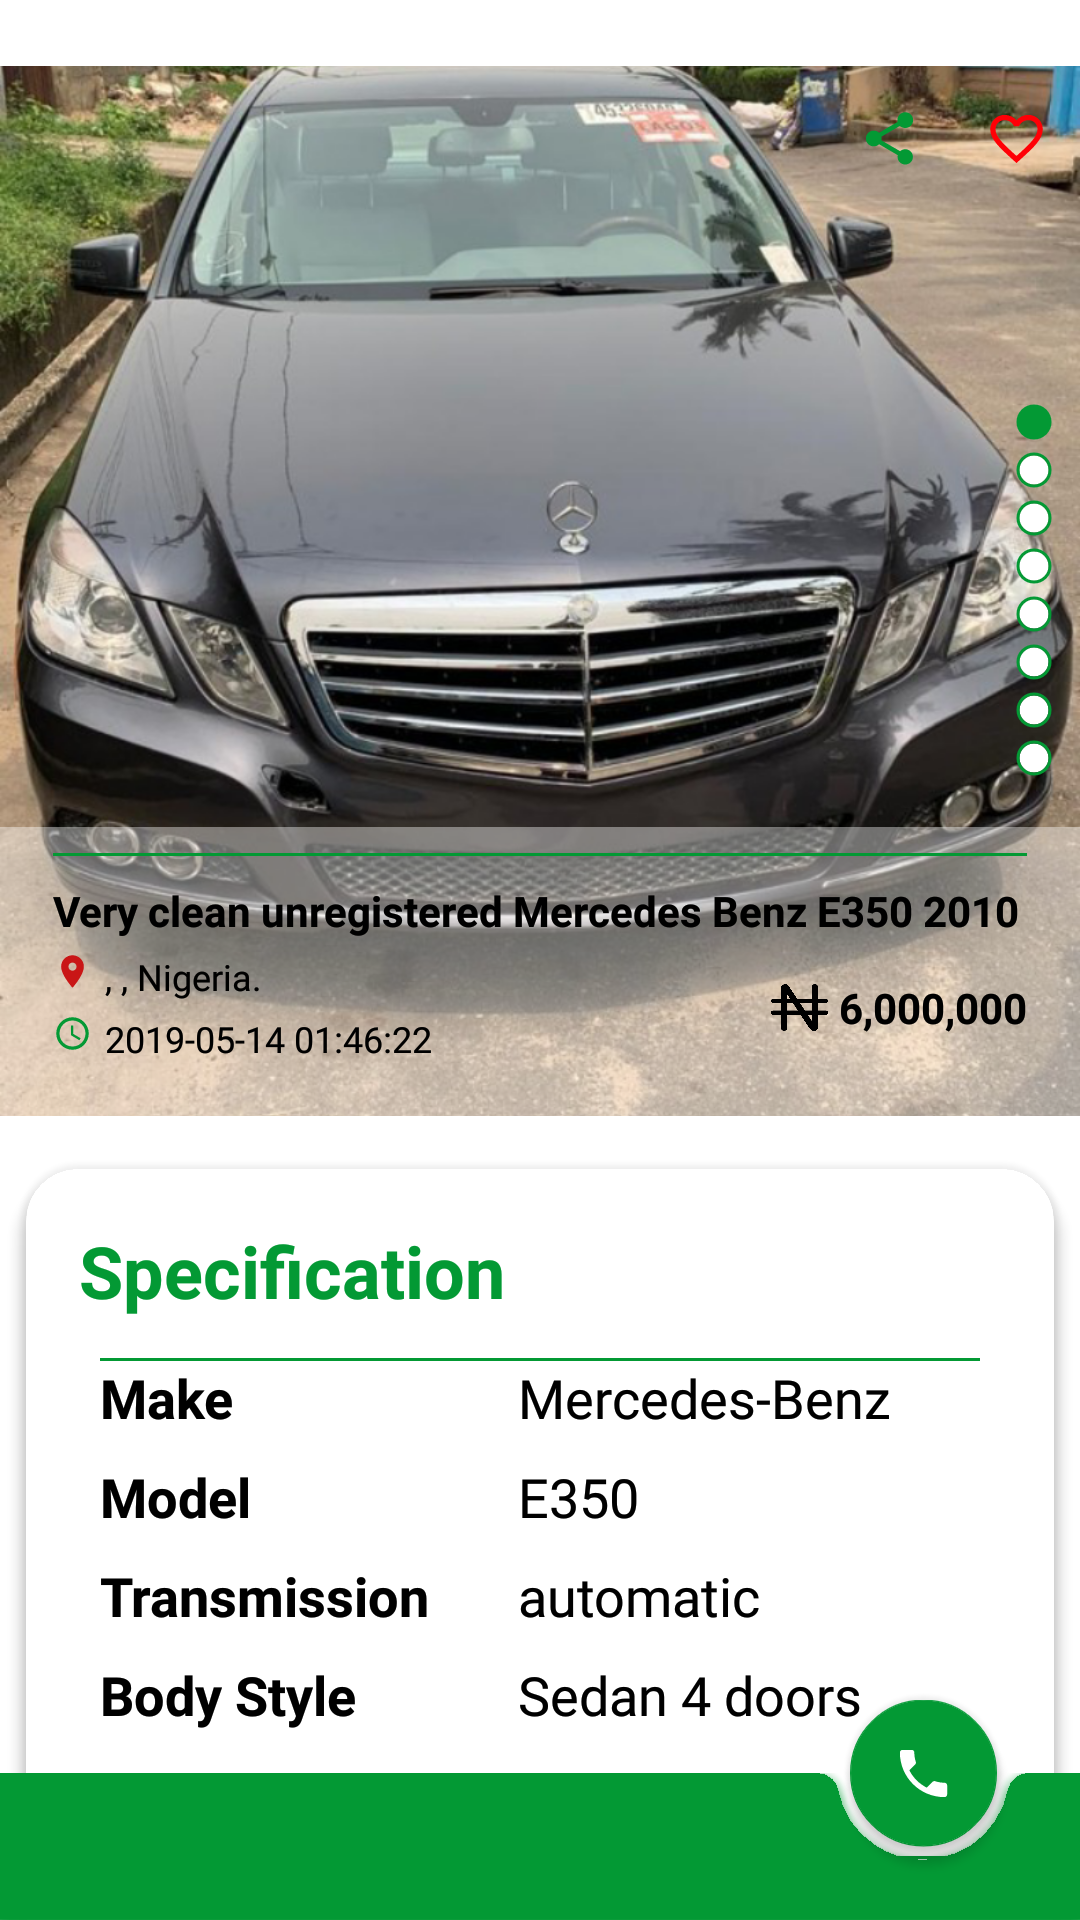 LAGOS
Very clean unregistered Mercedes Benz E350 2010
, , Nigeria.
₦ 6,000,000
2019-05-14 01:46:22
Specification
Make Mercedes-Benz
Model E350
Transmission automatic
Body Style Sedan 4 doors